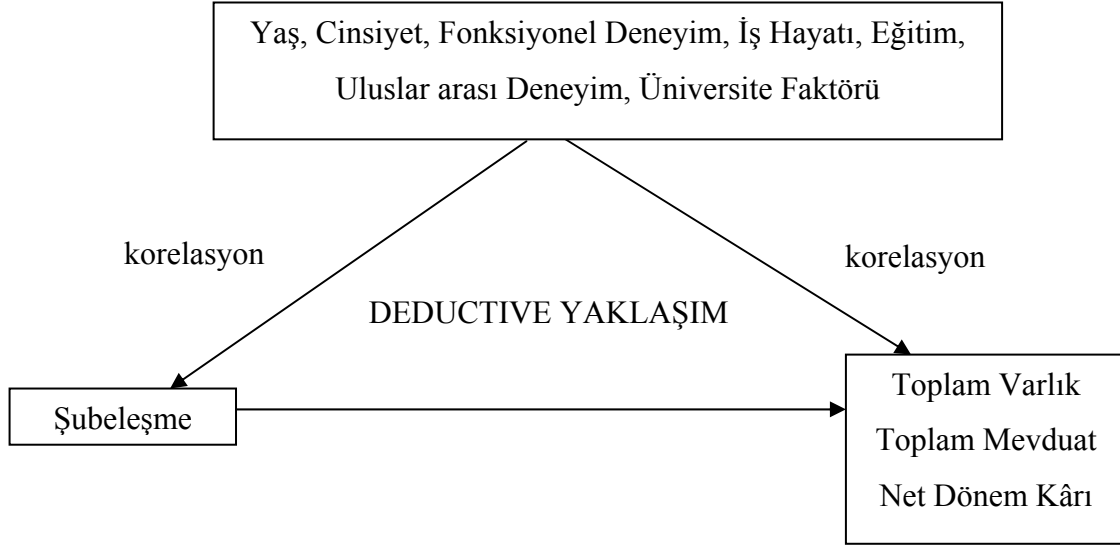 Yaş, Cinsiyet, Fonksiyonel Deneyim, İş Hayatı, Eğitim,
Uluslar arası Deneyim, Üniversite Faktörü
korelasyon
korelasyon
DEDUCTIVE YAKLAŞIM
Şubeleşme
Toplam Varlık
Toplam Mevduat
Net Dönem Kârı